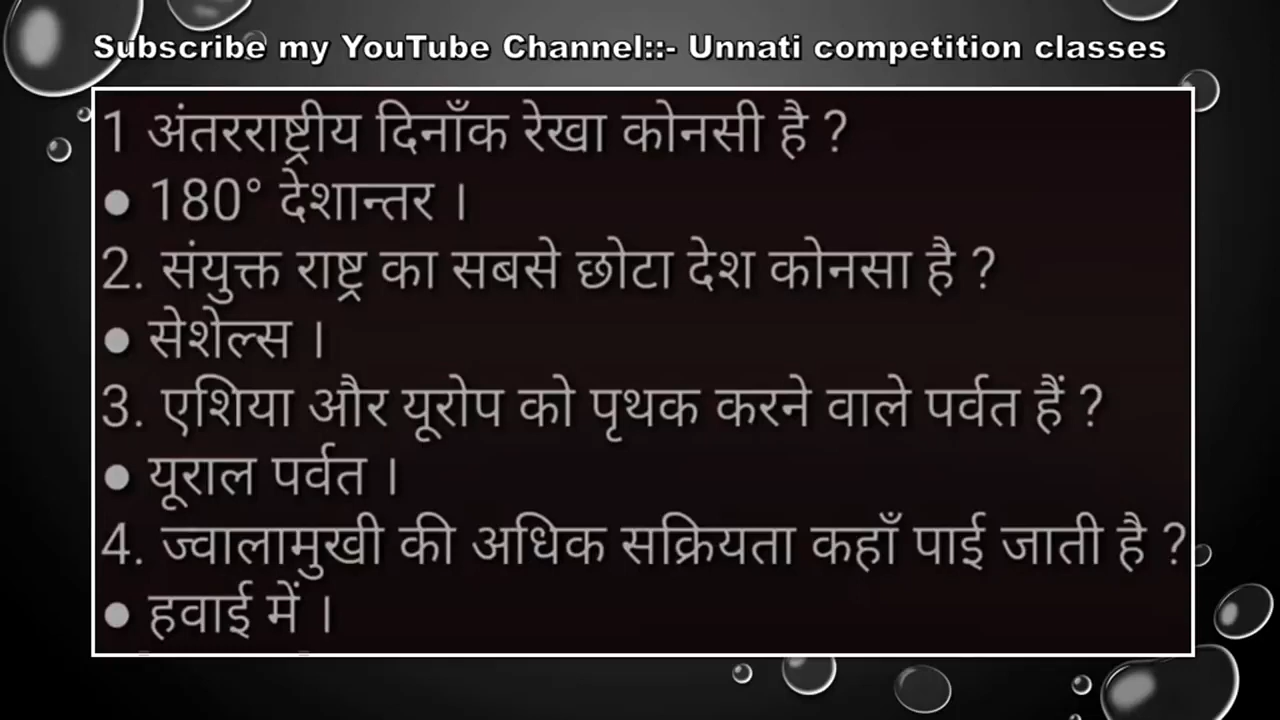 Subscribe my YouTube Channel::- Unnati competition classes
1 अंतरराष्ट्रीय दिनाँक रेखा कोनसी है ?
● 180° देशान्तर ।
2. संयुक्त राष्ट्र का सबसे छोटा देश कोनसा है ?
● सेशेल्स ।
3. एशिया और यूरोप को पृथक करने वाले पर्वत हैं ?
● यूराल पर्वत ।
4. ज्वालामुखी की अधिक सक्रियता कहाँ पाई जाती है ?
● हवाई में ।